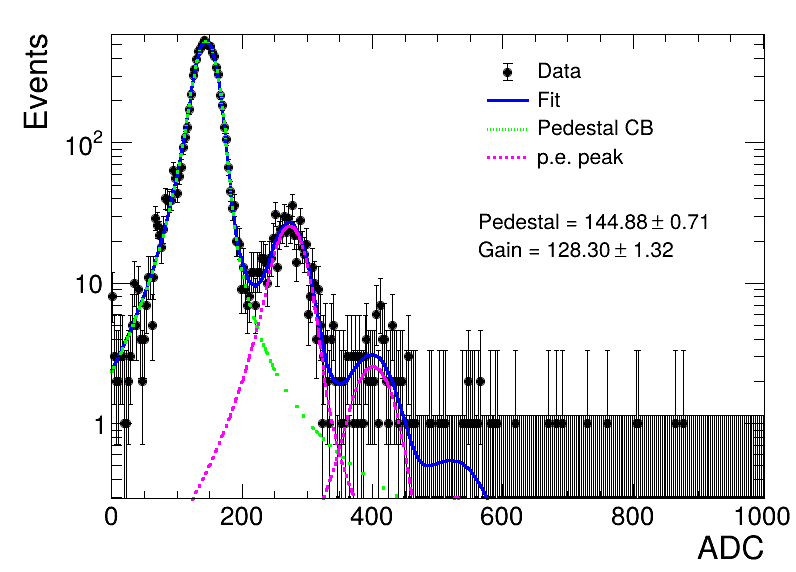 Events
10²
10
1
Data
Fit
Pedestal CB
p.e. peak
Pedestal = 144.88 ± 0.71
Gain = 128.30 ± 1.32
0 200 400 600 800 1000
ADC